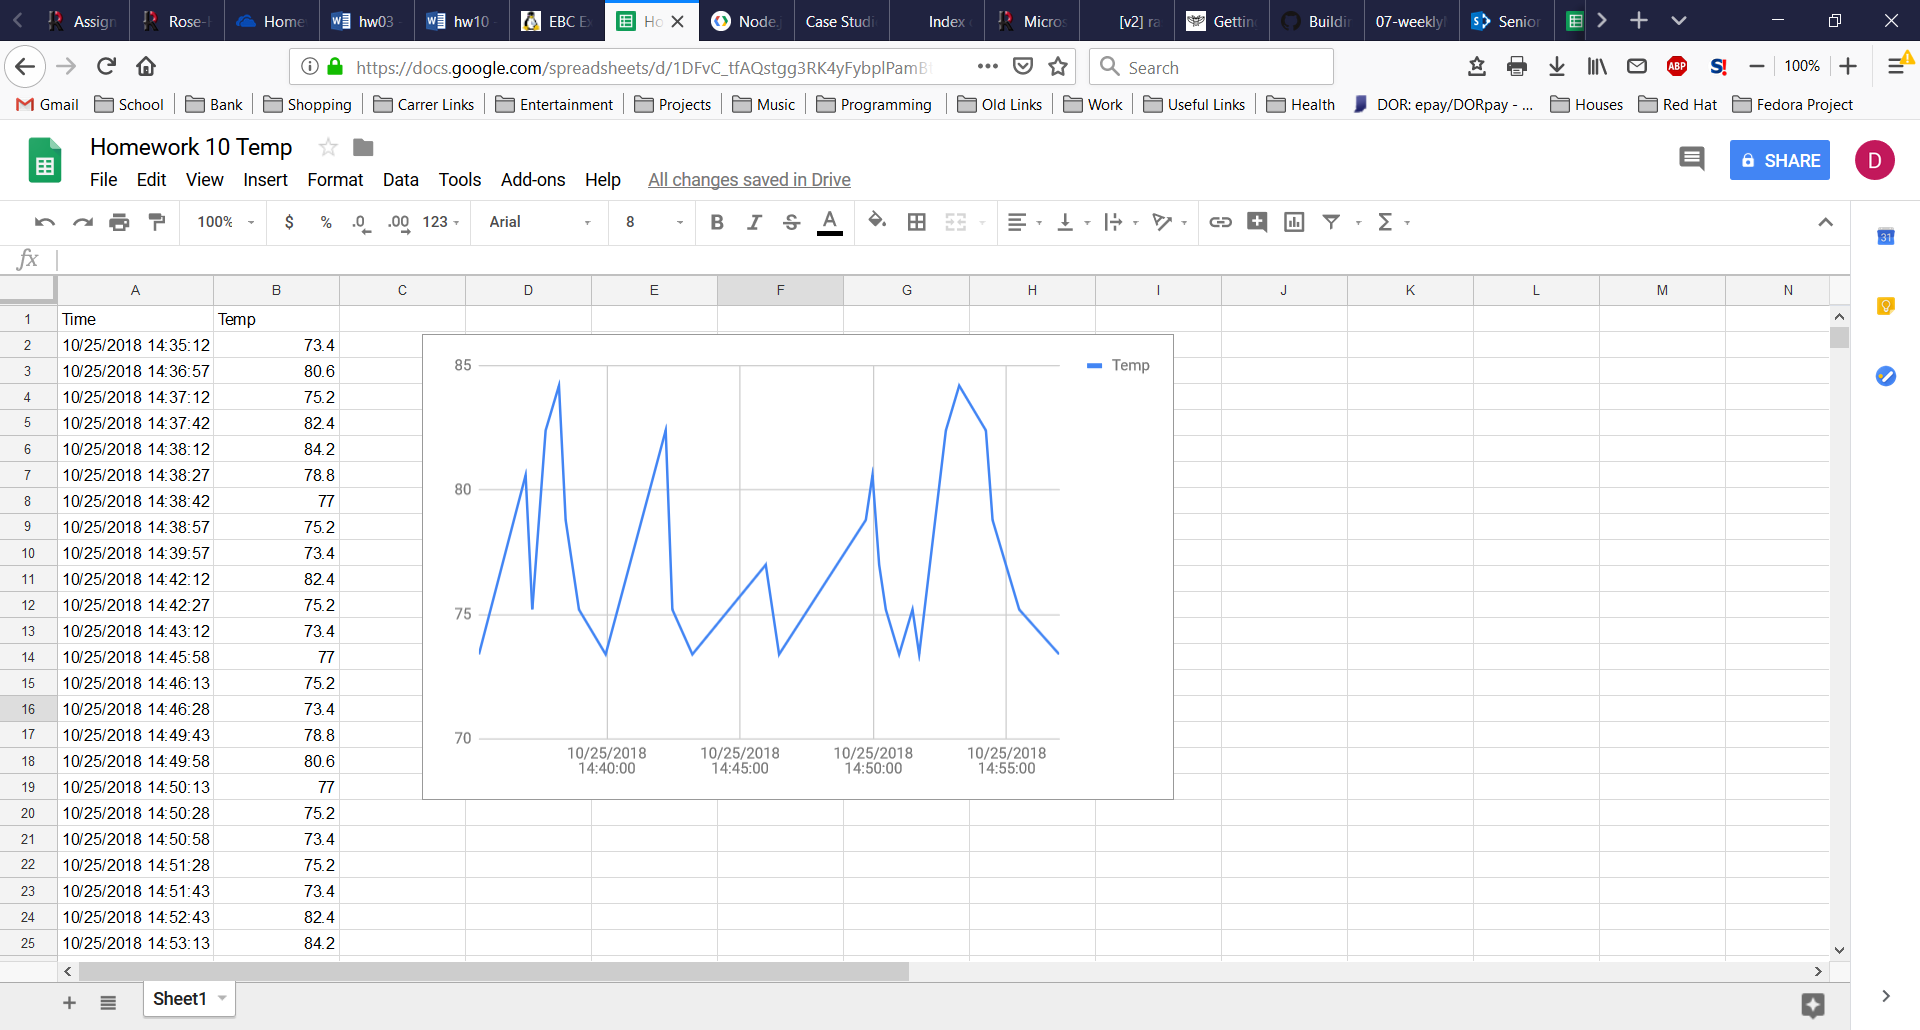 Assign Rose-H Home hw03 hw10 EBC Ex Ho Node.j Case Studie Index Micros [v2] ra Getting Buildin 07-weekly Senior
https://docs.google.com/spreadsheets/d/1DFvC_tfAQstgg3RK4yFybplPamB Search ABP S! 100%
Gmail School Bank Shopping Carrer Links Entertainment Projects Music Programming Old Links Work Useful Links Health DOR: epay/DORpay - ... Houses Red Hat Fedora Project
Homework 10 Temp
SHARE D
File Edit View Insert Format Data Tools Add-ons Help All changes saved in Drive
100% $ % .0 .00 123 Arial 8 B I S A Σ
31
fx
A B C D E F G H I J K L M N
1 Time Temp
2 10/25/2018 14:35:12 73.4
3 10/25/2018 14:36:57 80.6
4 10/25/2018 14:37:12 75.2
5 10/25/2018 14:37:42 82.4
6 10/25/2018 14:38:12 84.2
7 10/25/2018 14:38:27 78.8
8 10/25/2018 14:38:42 77
9 10/25/2018 14:38:57 75.2
10 10/25/2018 14:39:57 73.4
11 10/25/2018 14:42:12 82.4
12 10/25/2018 14:42:27 75.2
13 10/25/2018 14:43:12 73.4
14 10/25/2018 14:45:58 77
15 10/25/2018 14:46:13 75.2
16 10/25/2018 14:46:28 73.4
17 10/25/2018 14:49:43 78.8
18 10/25/2018 14:49:58 80.6
19 10/25/2018 14:50:13 77
20 10/25/2018 14:50:28 75.2
21 10/25/2018 14:50:58 73.4
22 10/25/2018 14:51:28 75.2
23 10/25/2018 14:51:43 73.4
24 10/25/2018 14:52:43 82.4
25 10/25/2018 14:53:13 84.2
85
80
75
70
Temp
10/25/2018 10/25/2018 10/25/2018 10/25/2018
14:40:00 14:45:00 14:50:00 14:55:00
Sheet1